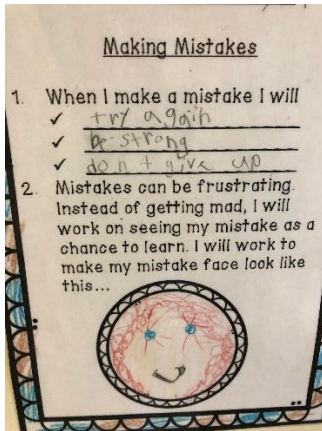 Making Mistakes
1. When I make a mistake I will
✓ try again
✓ be strong
✓ don t give up
2. Mistakes can be frustrating.
Instead of getting mad, I will
work on seeing my mistake as a
chance to learn. I will work to
make my mistake face look like
this...